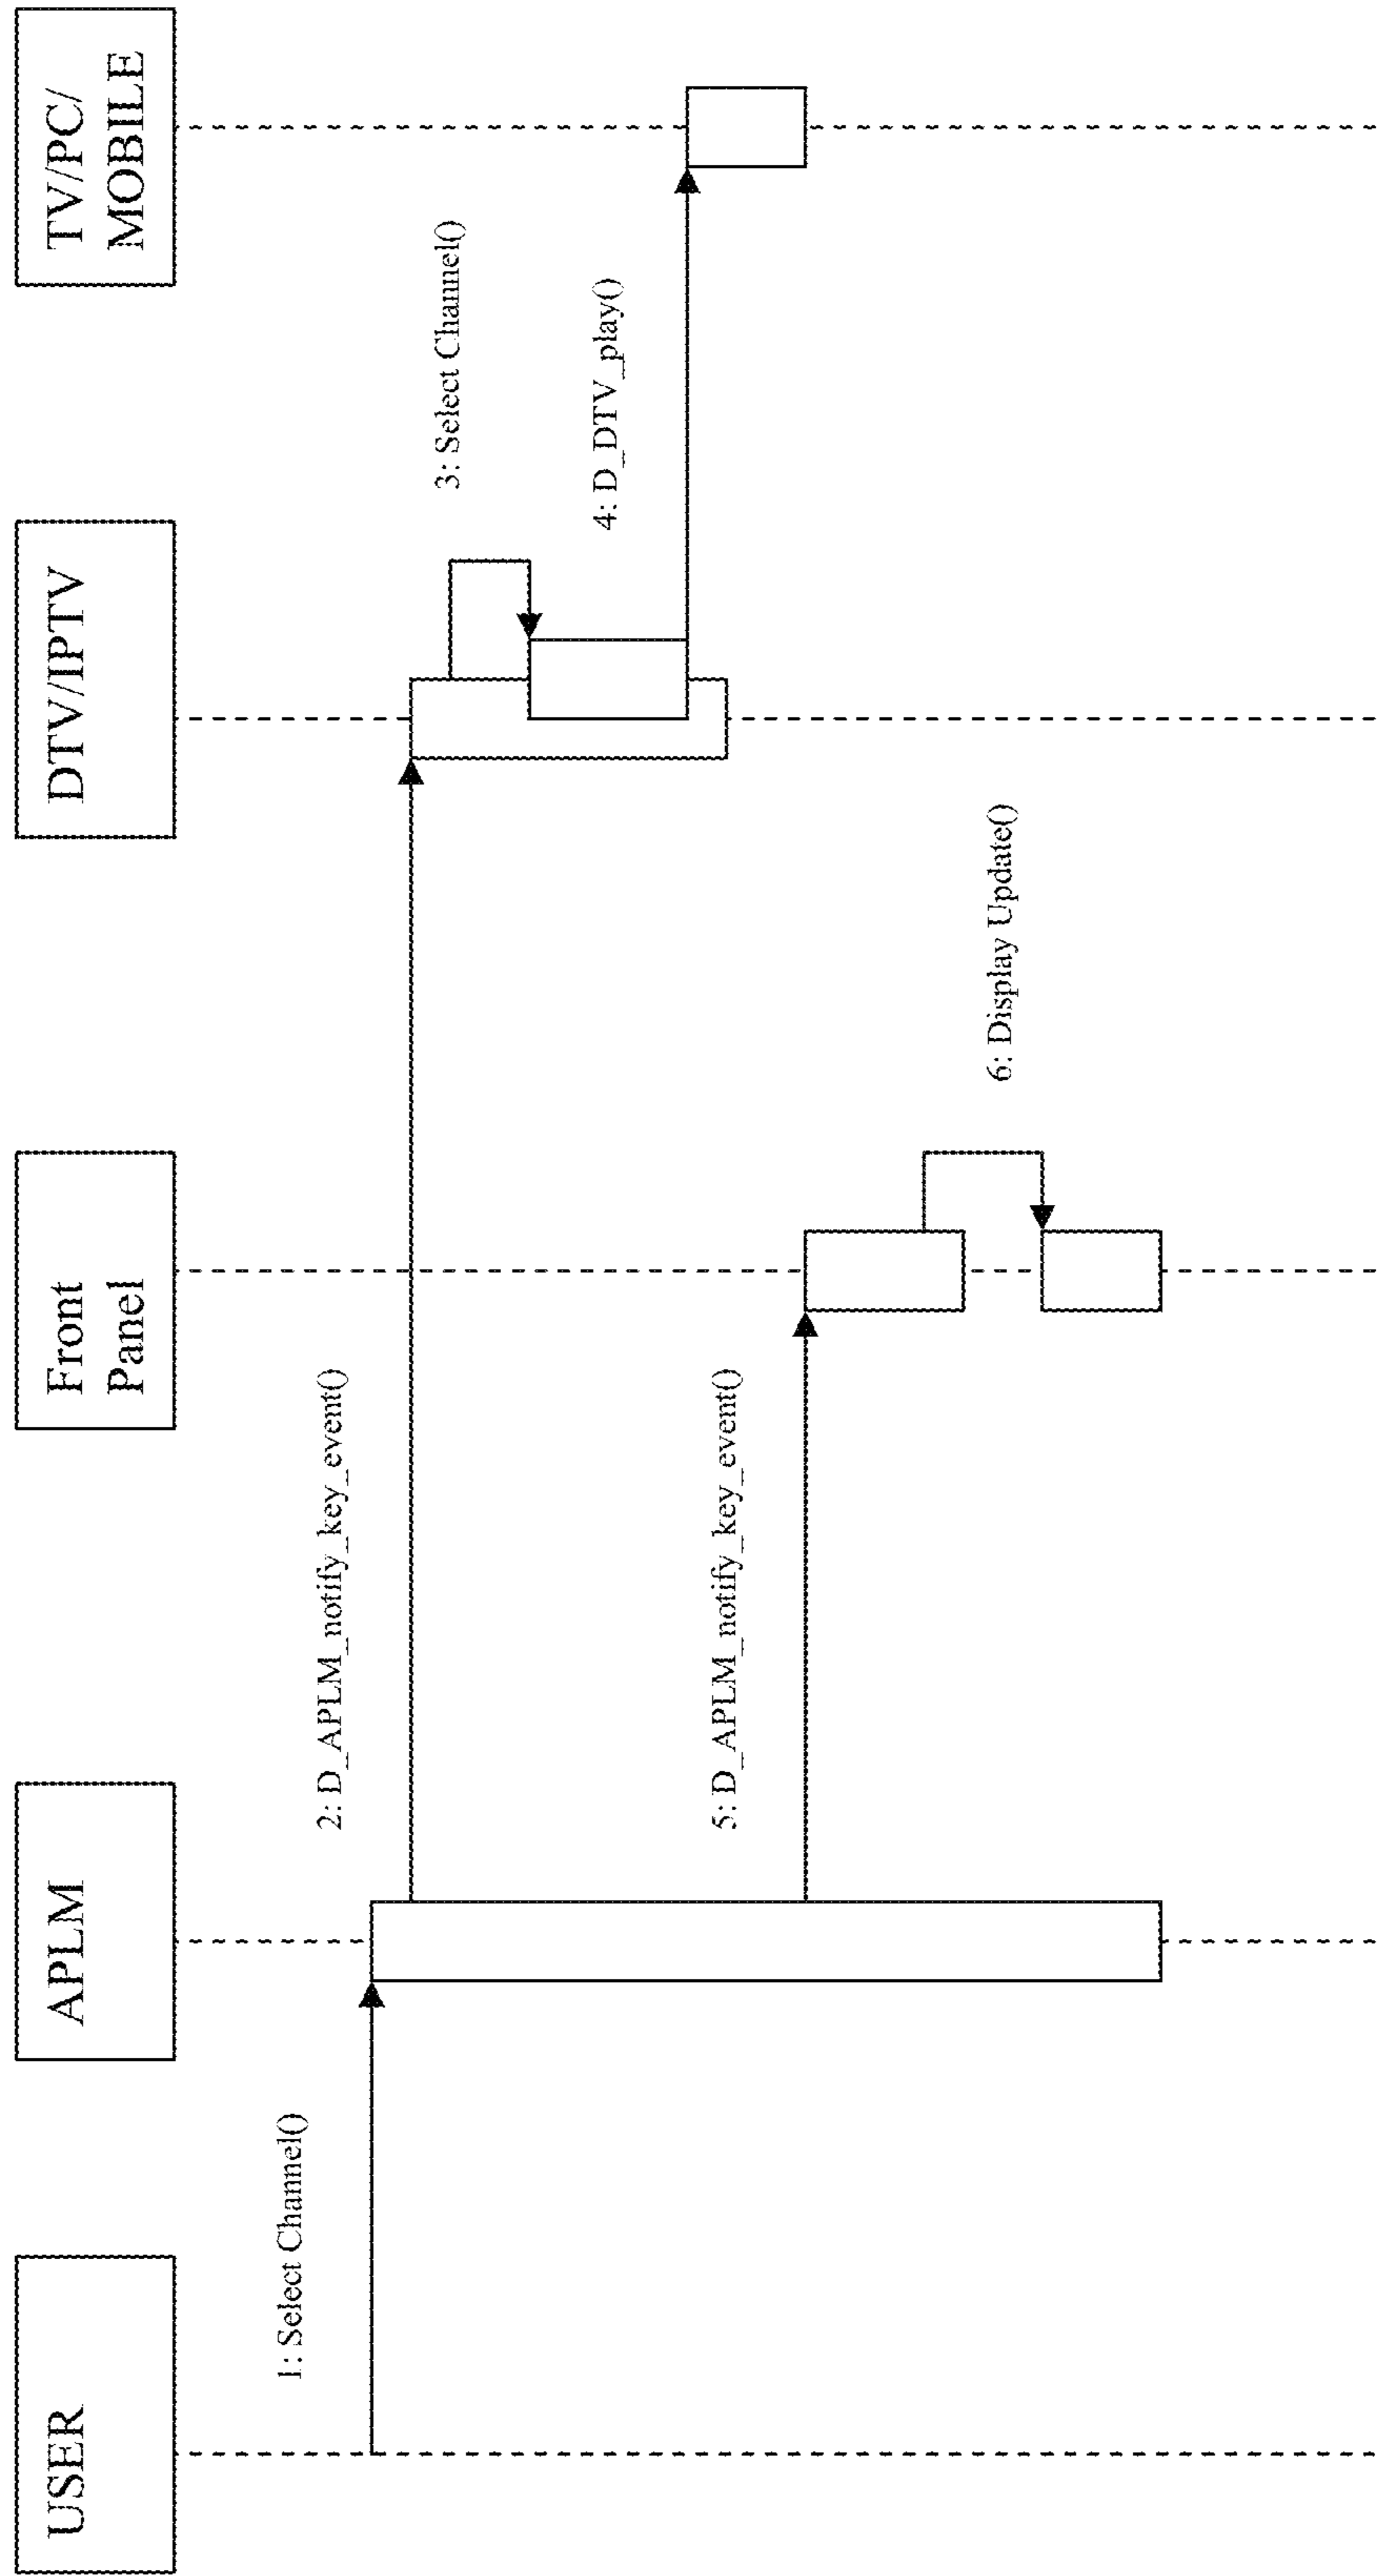 USER
APLM
Front
Panel
DTV/IPTV
TV/PC/
MOBILE
1: Select Channel()
2: D_APLM_notify_key_event()
3: Select Channel()
4: D_DTV_play()
5: D_APLM_notify_key_event()
6: Display Update()